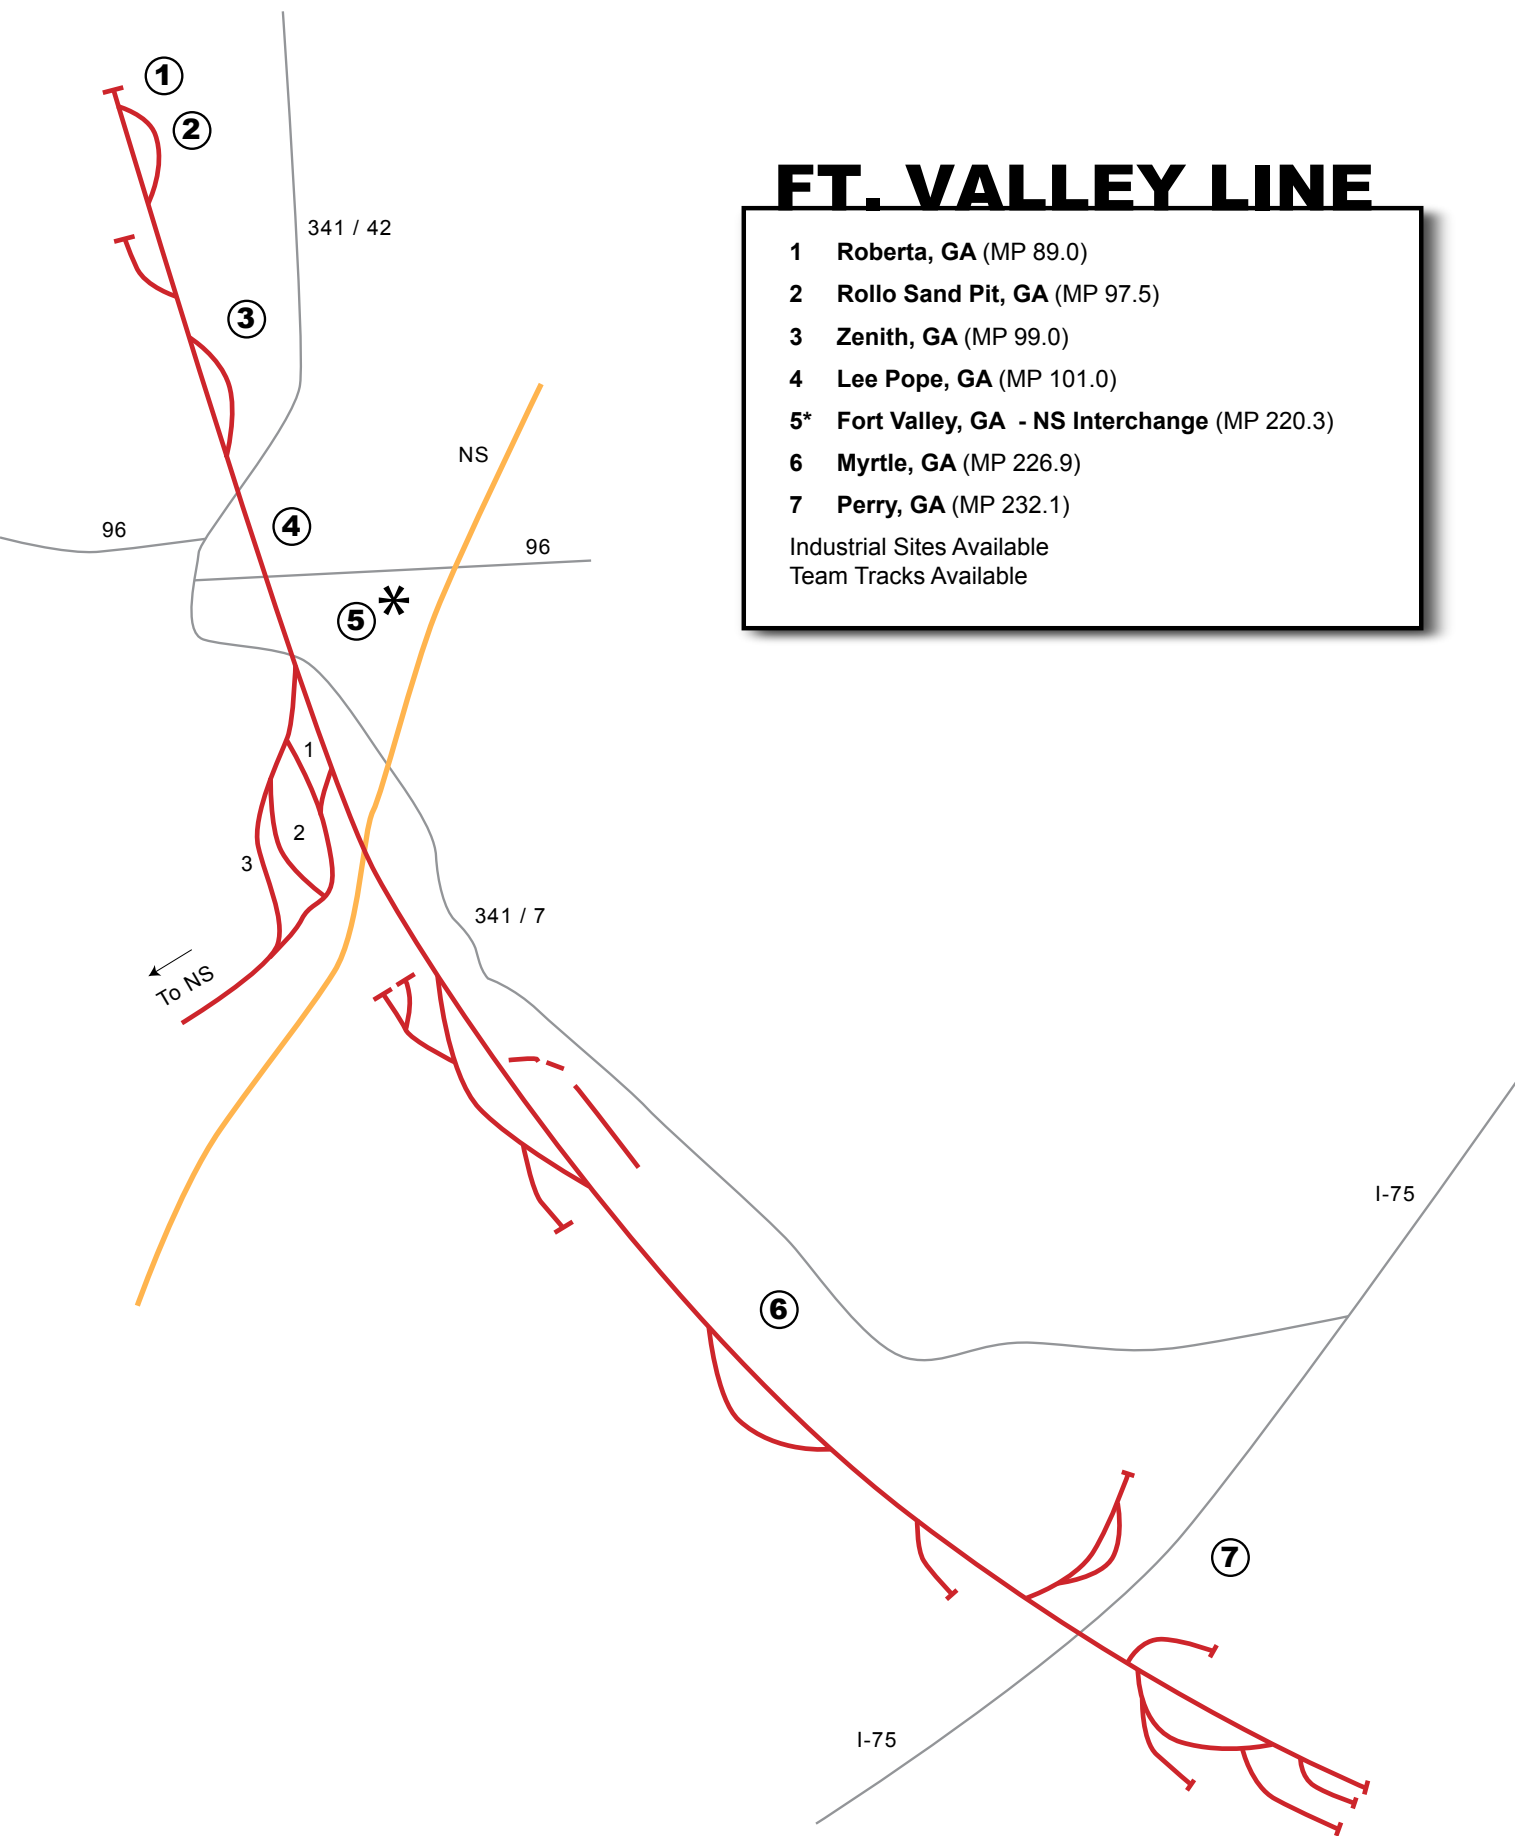 1
2
341 / 42
FT. VALLEY LINE
1 Roberta, GA (MP 89.0)
2 Rollo Sand Pit, GA (MP 97.5)
3 Zenith, GA (MP 99.0)
4 Lee Pope, GA (MP 101.0)
5* Fort Valley, GA - NS Interchange (MP 220.3)
6 Myrtle, GA (MP 226.9)
7 Perry, GA (MP 232.1)
Industrial Sites Available
Team Tracks Available
3
NS
96
4
96
5 *
1
2
3
341 / 7
To NS
I-75
6
7
I-75